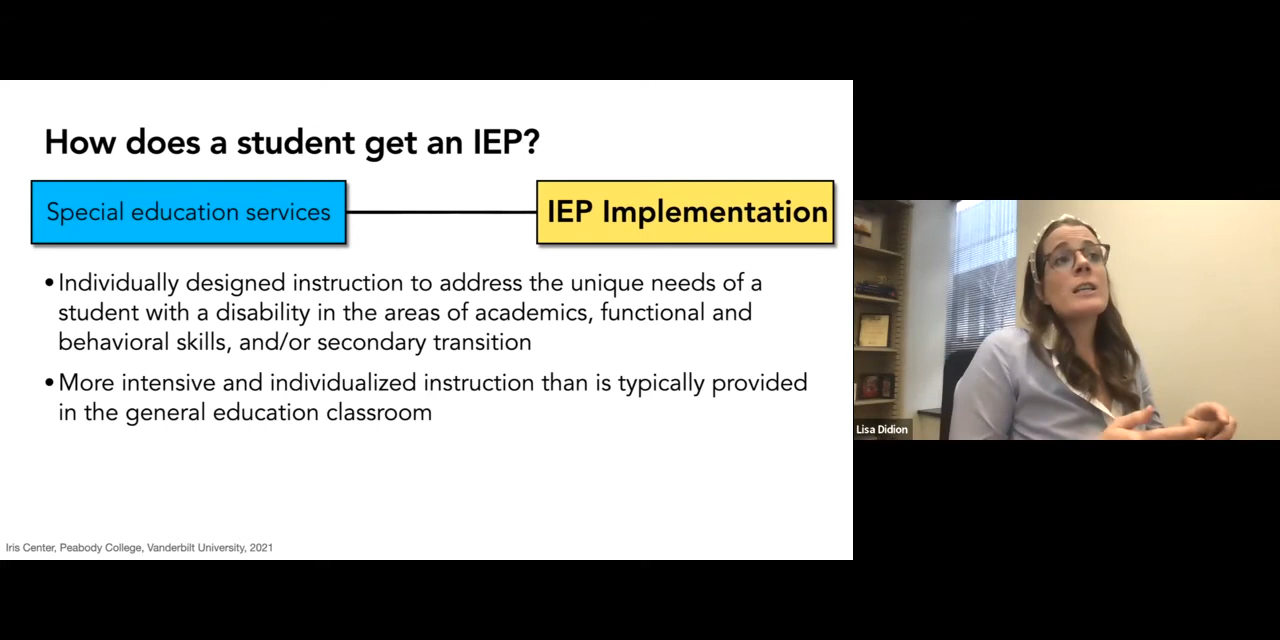 How does a student get an IEP?
Special education services
IEP Implementation
•Individually designed instruction to address the unique needs of a
student with a disability in the areas of academics, functional and
behavioral skills, and/or secondary transition
•More intensive and individualized instruction than is typically provided
in the general education classroom
Iris Center, Peabody College, Vanderbilt University, 2021
Lisa Didion